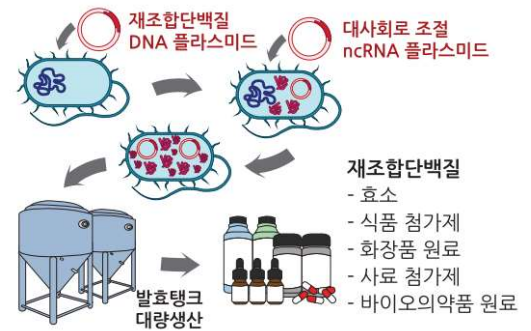 재조합단백질
DNA 플라스미드
대사회로 조절
ncRNA 플라스미드
재조합단백질
- 효소
- 식품 첨가제
- 화장품 원료
- 사료 첨가제
- 바이오의약품 원료
발효탱크
대량생산